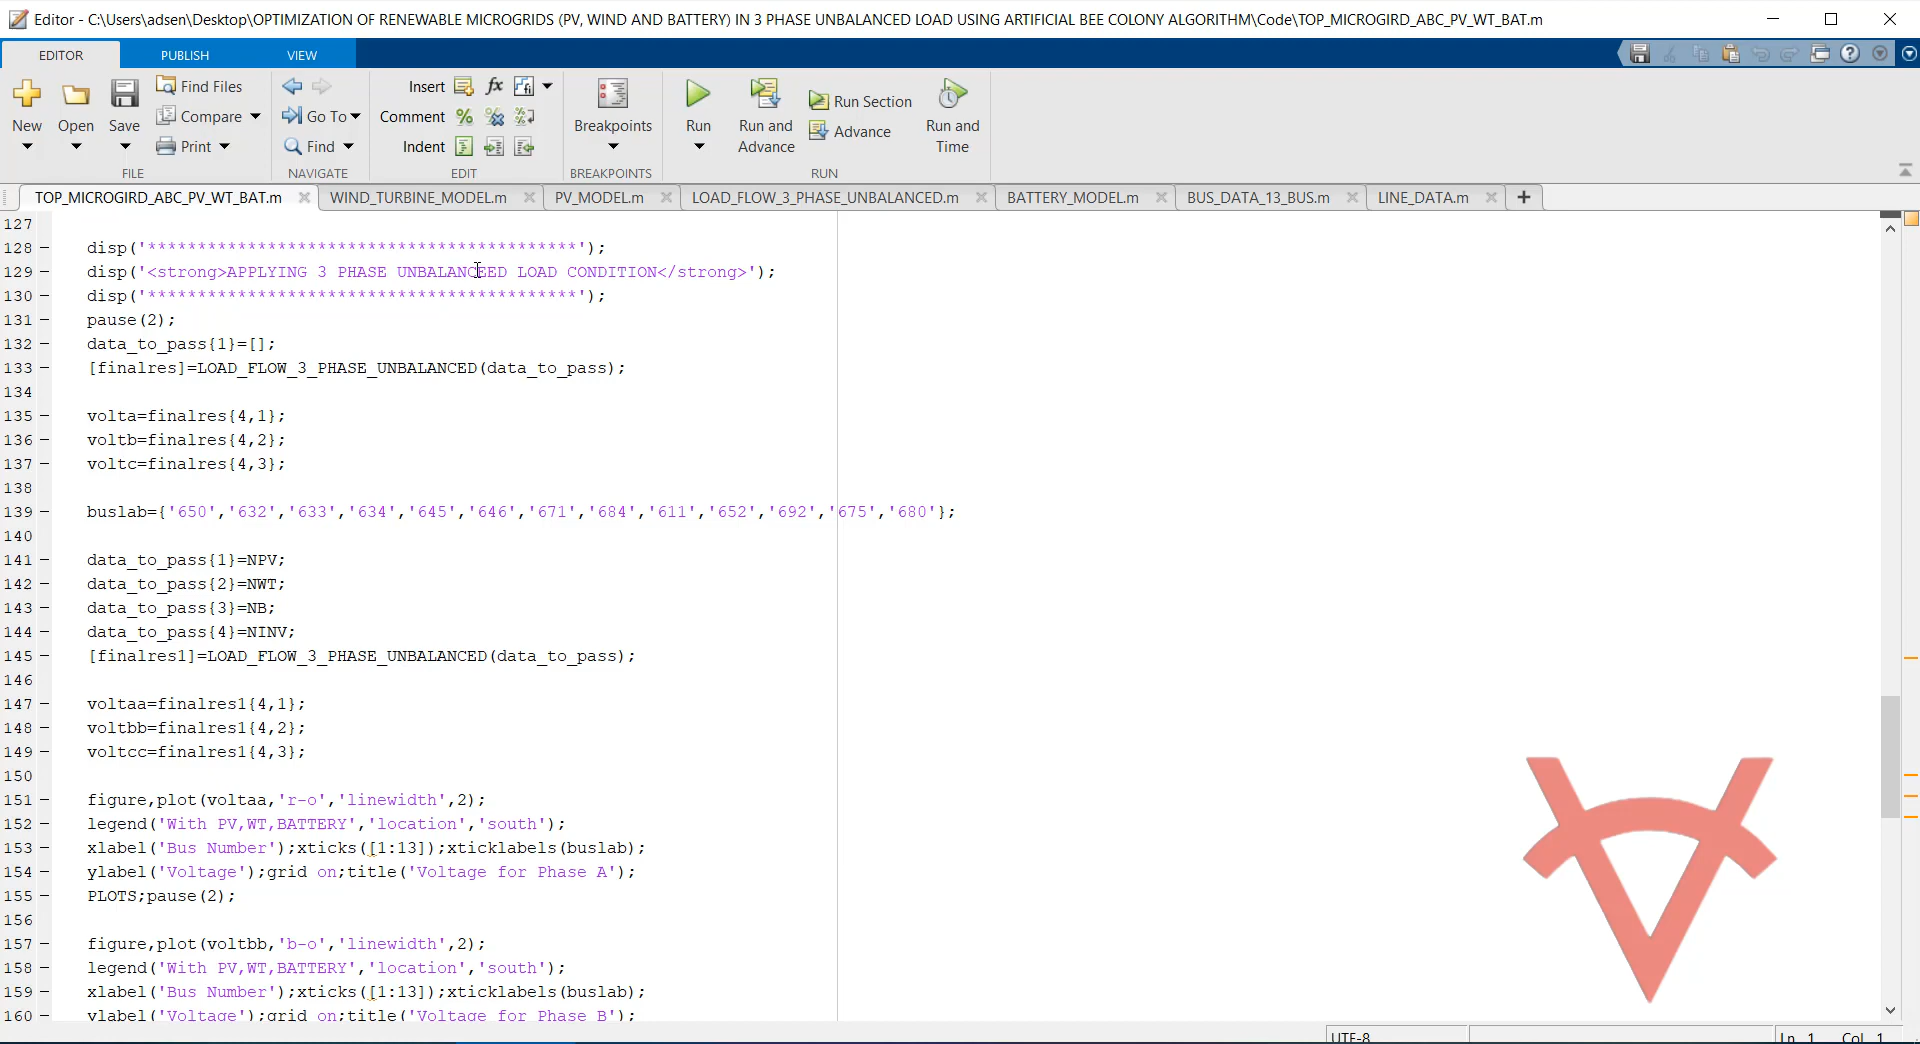 Editor - C:\Users\adsen\Desktop\OPTIMIZATION OF RENEWABLE MICROGRIDS (PV, WIND AND BATTERY) IN 3 PHASE UNBALANCED LOAD USING ARTIFICIAL BEE COLONY ALGORITHM\Code\TOP_MICROGIRD_ABC_PV_WT_BAT.m
EDITOR PUBLISH VIEW
New Open Save Find Files Compare Print
Go To Find
Insert fx
Comment
Indent
Breakpoints
Run Run and Advance Run Section Advance Run and Time
FILE NAVIGATE EDIT BREAKPOINTS RUN
TOP_MICROGIRD_ABC_PV_WT_BAT.m WIND_TURBINE_MODEL.m PV_MODEL.m LOAD_FLOW_3_PHASE_UNBALANCED.m BATTERY_MODEL.m BUS_DATA_13_BUS.m LINE_DATA.m
127
128 – disp('*******************************************');
129 – disp('<strong>APPLYING 3 PHASE UNBALANCEED LOAD CONDITION</strong>');
130 – disp('*******************************************');
131 – pause(2);
132 – data_to_pass{1}=[];
133 – [finalres]=LOAD_FLOW_3_PHASE_UNBALANCED(data_to_pass);
134
135 – volta=finalres{4,1};
136 – voltb=finalres{4,2};
137 – voltc=finalres{4,3};
138
139 – buslab={'650','632','633','634','645','646','671','684','611','652','692','675','680'};
140
141 – data_to_pass{1}=NPV;
142 – data_to_pass{2}=NWT;
143 – data_to_pass{3}=NB;
144 – data_to_pass{4}=NINV;
145 – [finalres1]=LOAD_FLOW_3_PHASE_UNBALANCED(data_to_pass);
146
147 – voltaa=finalres1{4,1};
148 – voltbb=finalres1{4,2};
149 – voltcc=finalres1{4,3};
150
151 – figure,plot(voltaa,'r-o','linewidth',2);
152 – legend('With PV,WT,BATTERY','location','south');
153 – xlabel('Bus Number');xticks([1:13]);xticklabels(buslab);
154 – ylabel('Voltage');grid on;title('Voltage for Phase A');
155 – PLOTS;pause(2);
156
157 – figure,plot(voltbb,'b-o','linewidth',2);
158 – legend('With PV,WT,BATTERY','location','south');
159 – xlabel('Bus Number');xticks([1:13]);xticklabels(buslab);
160 – ylabel('Voltage');grid on;title('Voltage for Phase B');
UTF-8 Ln 1 Col 1